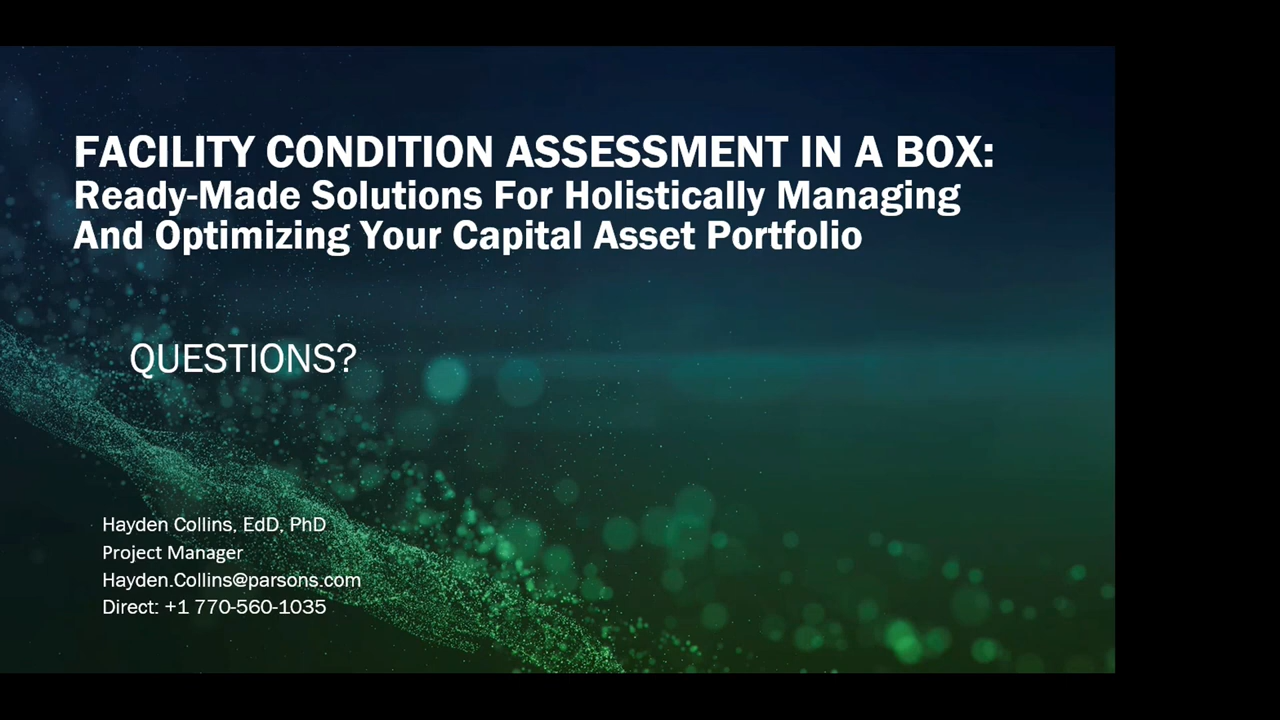 FACILITY CONDITION ASSESSMENT IN A BOX:
Ready-Made Solutions For Holistically Managing
And Optimizing Your Capital Asset Portfolio
QUESTIONS?
Hayden Collins, EdD, PhD
Project Manager
Hayden.Collins@parsons.com
Direct: +1 770-560-1035